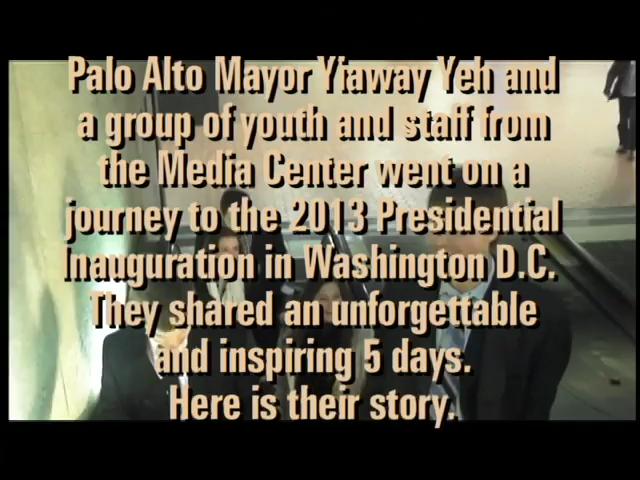 Palo Alto Mayor Yiaway Yeh and
a group of youth and staff from
the Media Center went on a
journey to the 2013 Presidential
Inauguration in Washington D.C.
They shared an unforgettable
and inspiring 5 days.
Here is their story.